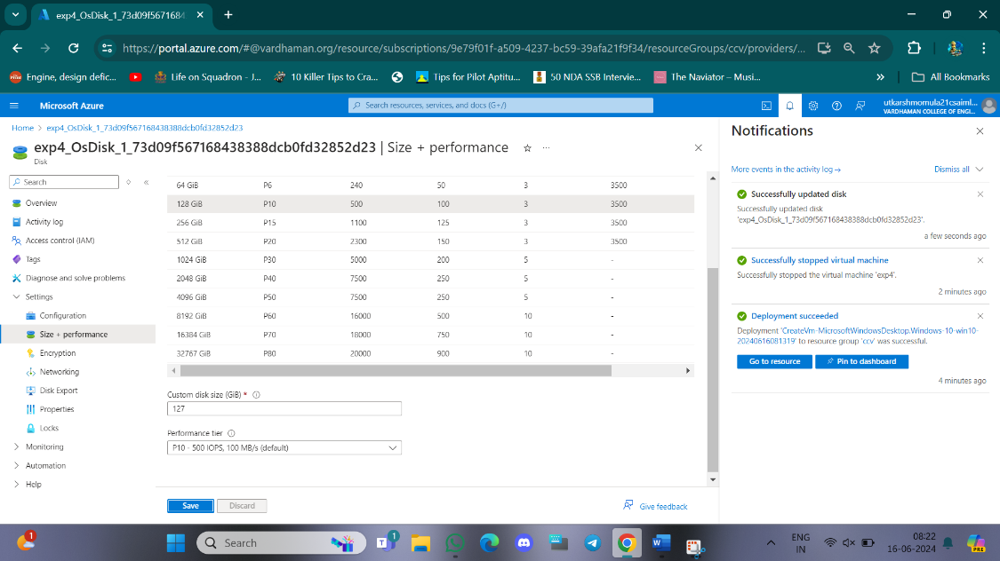 exp4_OsDisk_1_73d09f5671684
https://portal.azure.com/#@vardhaman.org/resource/subscriptions/9e79f01f-a509-4237-bc59-39afa21f9f34/resourceGroups/ccv/providers/...
Engine, design defic...
Life on Squadron - J...
10 Killer Tips to Cra...
Tips for Pilot Aptitu...
50 NDA SSB Intervie...
The Naviator – Musi...
»
All Bookmarks
Microsoft Azure
Search resources, services, and docs (G+/)
utkarshmomula21csaiml...
VARDHAMAN COLLEGE OF ENGI...
Home > exp4_OsDisk_1_73d09f567168438388dcb0fd32852d23
exp4_OsDisk_1_73d09f567168438388dcb0fd32852d23 | Size + performance
Disk
Search
Overview
Activity log
Access control (IAM)
Tags
Diagnose and solve problems
Settings
Configuration
Size + performance
Encryption
Networking
Disk Export
Properties
Locks
Monitoring
Automation
Help
64 GiB P6 240 50 3 3500
128 GiB P10 500 100 3 3500
256 GiB P15 1100 125 3 3500
512 GiB P20 2300 150 3 3500
1024 GiB P30 5000 200 5 -
2048 GiB P40 7500 250 5 -
4096 GiB P50 7500 250 5 -
8192 GiB P60 16000 500 10 -
16384 GiB P70 18000 750 10 -
32767 GiB P80 20000 900 10 -
Custom disk size (GiB) *
127
Performance tier
P10 - 500 IOPS, 100 MB/s (default)
Save
Discard
Give feedback
Notifications
More events in the activity log →
Dismiss all
Successfully updated disk
Successfully updated disk
'exp4_OsDisk_1_73d09f567168438388dcb0fd32852d23'.
a few seconds ago
Successfully stopped virtual machine
Successfully stopped the virtual machine 'exp4'.
2 minutes ago
Deployment succeeded
Deployment 'CreateVm-MicrosoftWindowsDesktop.Windows-10-win10-
20240616081319' to resource group 'ccv' was successful.
Go to resource
Pin to dashboard
4 minutes ago
1
Search
1
ENG
IN
08:22
16-06-2024
PRE